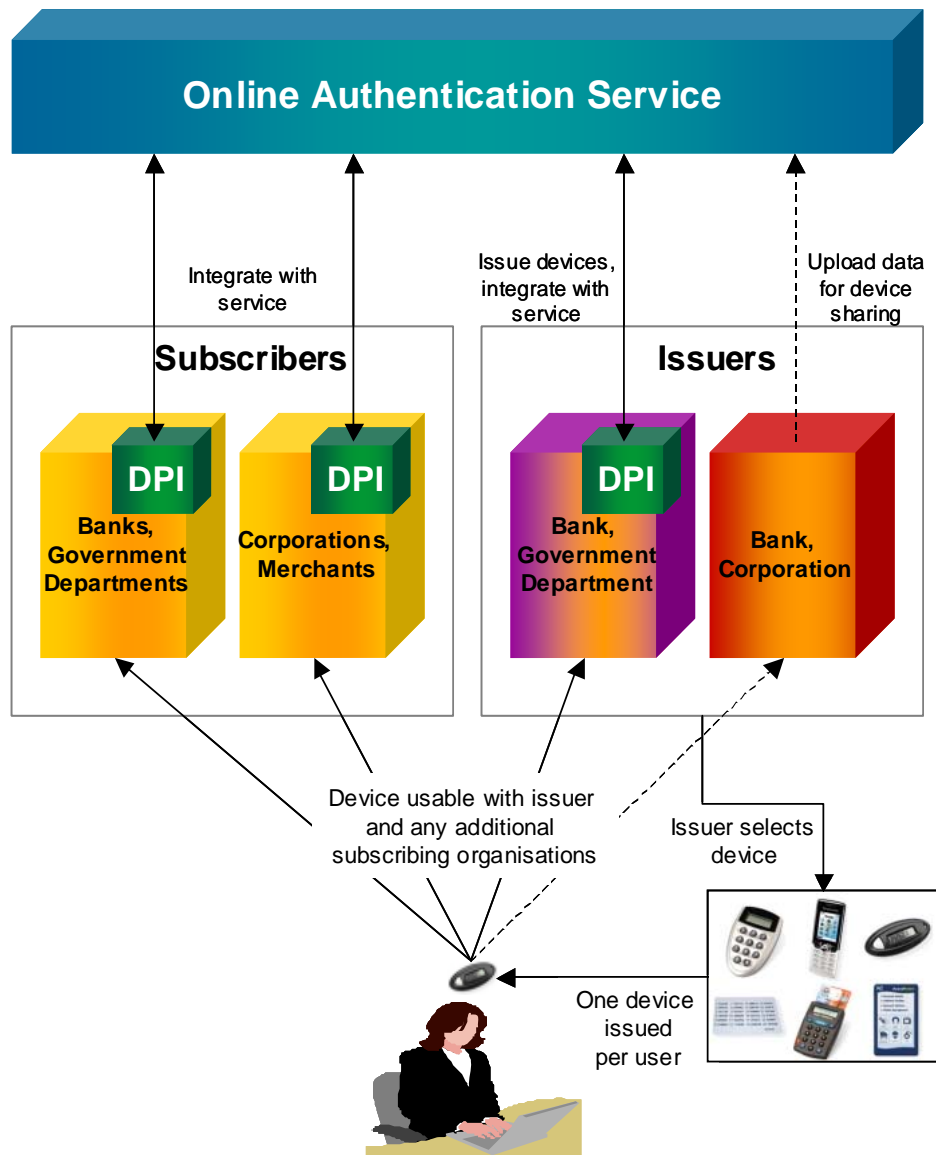 Online Authentication Service
Integrate with
service
Issue devices,
integrate with
service
Upload data
for device
sharing
Subscribers
Issuers
DPI
Banks,
Government
Departments
DPI
Corporations,
Merchants
DPI
Bank,
Government
Department
Bank,
Corporation
Device usable with issuer
and any additional
subscribing organisations
Issuer selects
device
One device
issued
per user